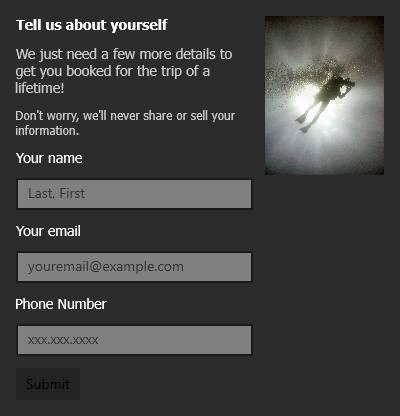 Tell us about yourself
We just need a few more details to
get you booked for the trip of a
lifetime!
Don't worry, we'll never share or sell your
information.
Your name
Last, First
Your email
youremail@example.com
Phone Number
xxx.xxx.xxxx
Submit